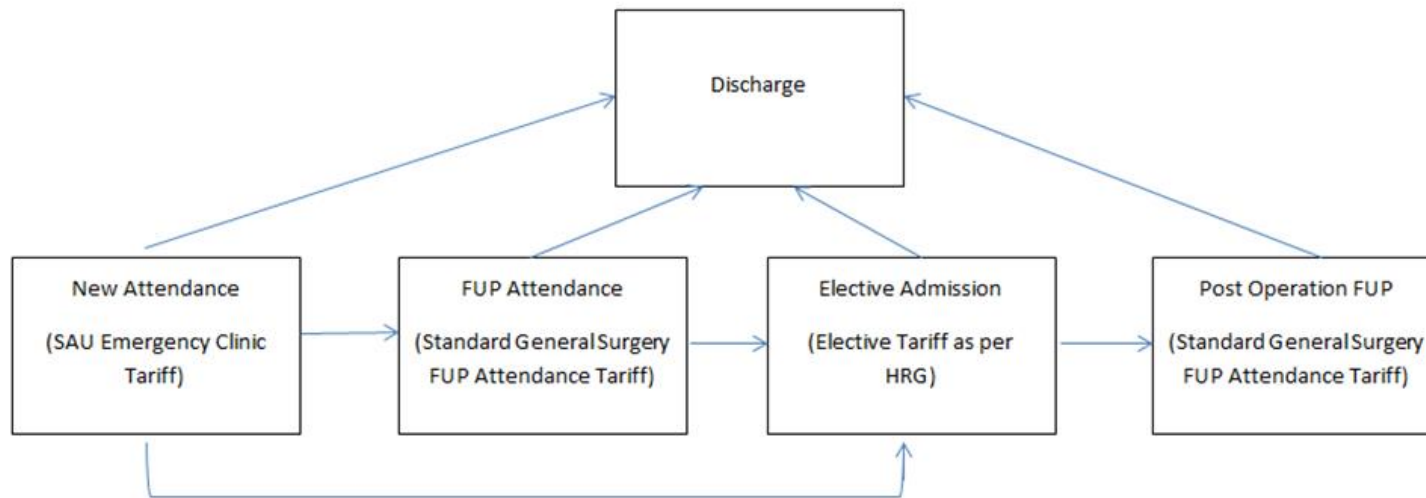 Discharge
New Attendance
(SAU Emergency Clinic
Tariff)
FUP Attendance
(Standard General Surgery
FUP Attendance Tariff)
Elective Admission
(Elective Tariff as per
HRG)
Post Operation FUP
(Standard General Surgery
FUP Attendance Tariff)